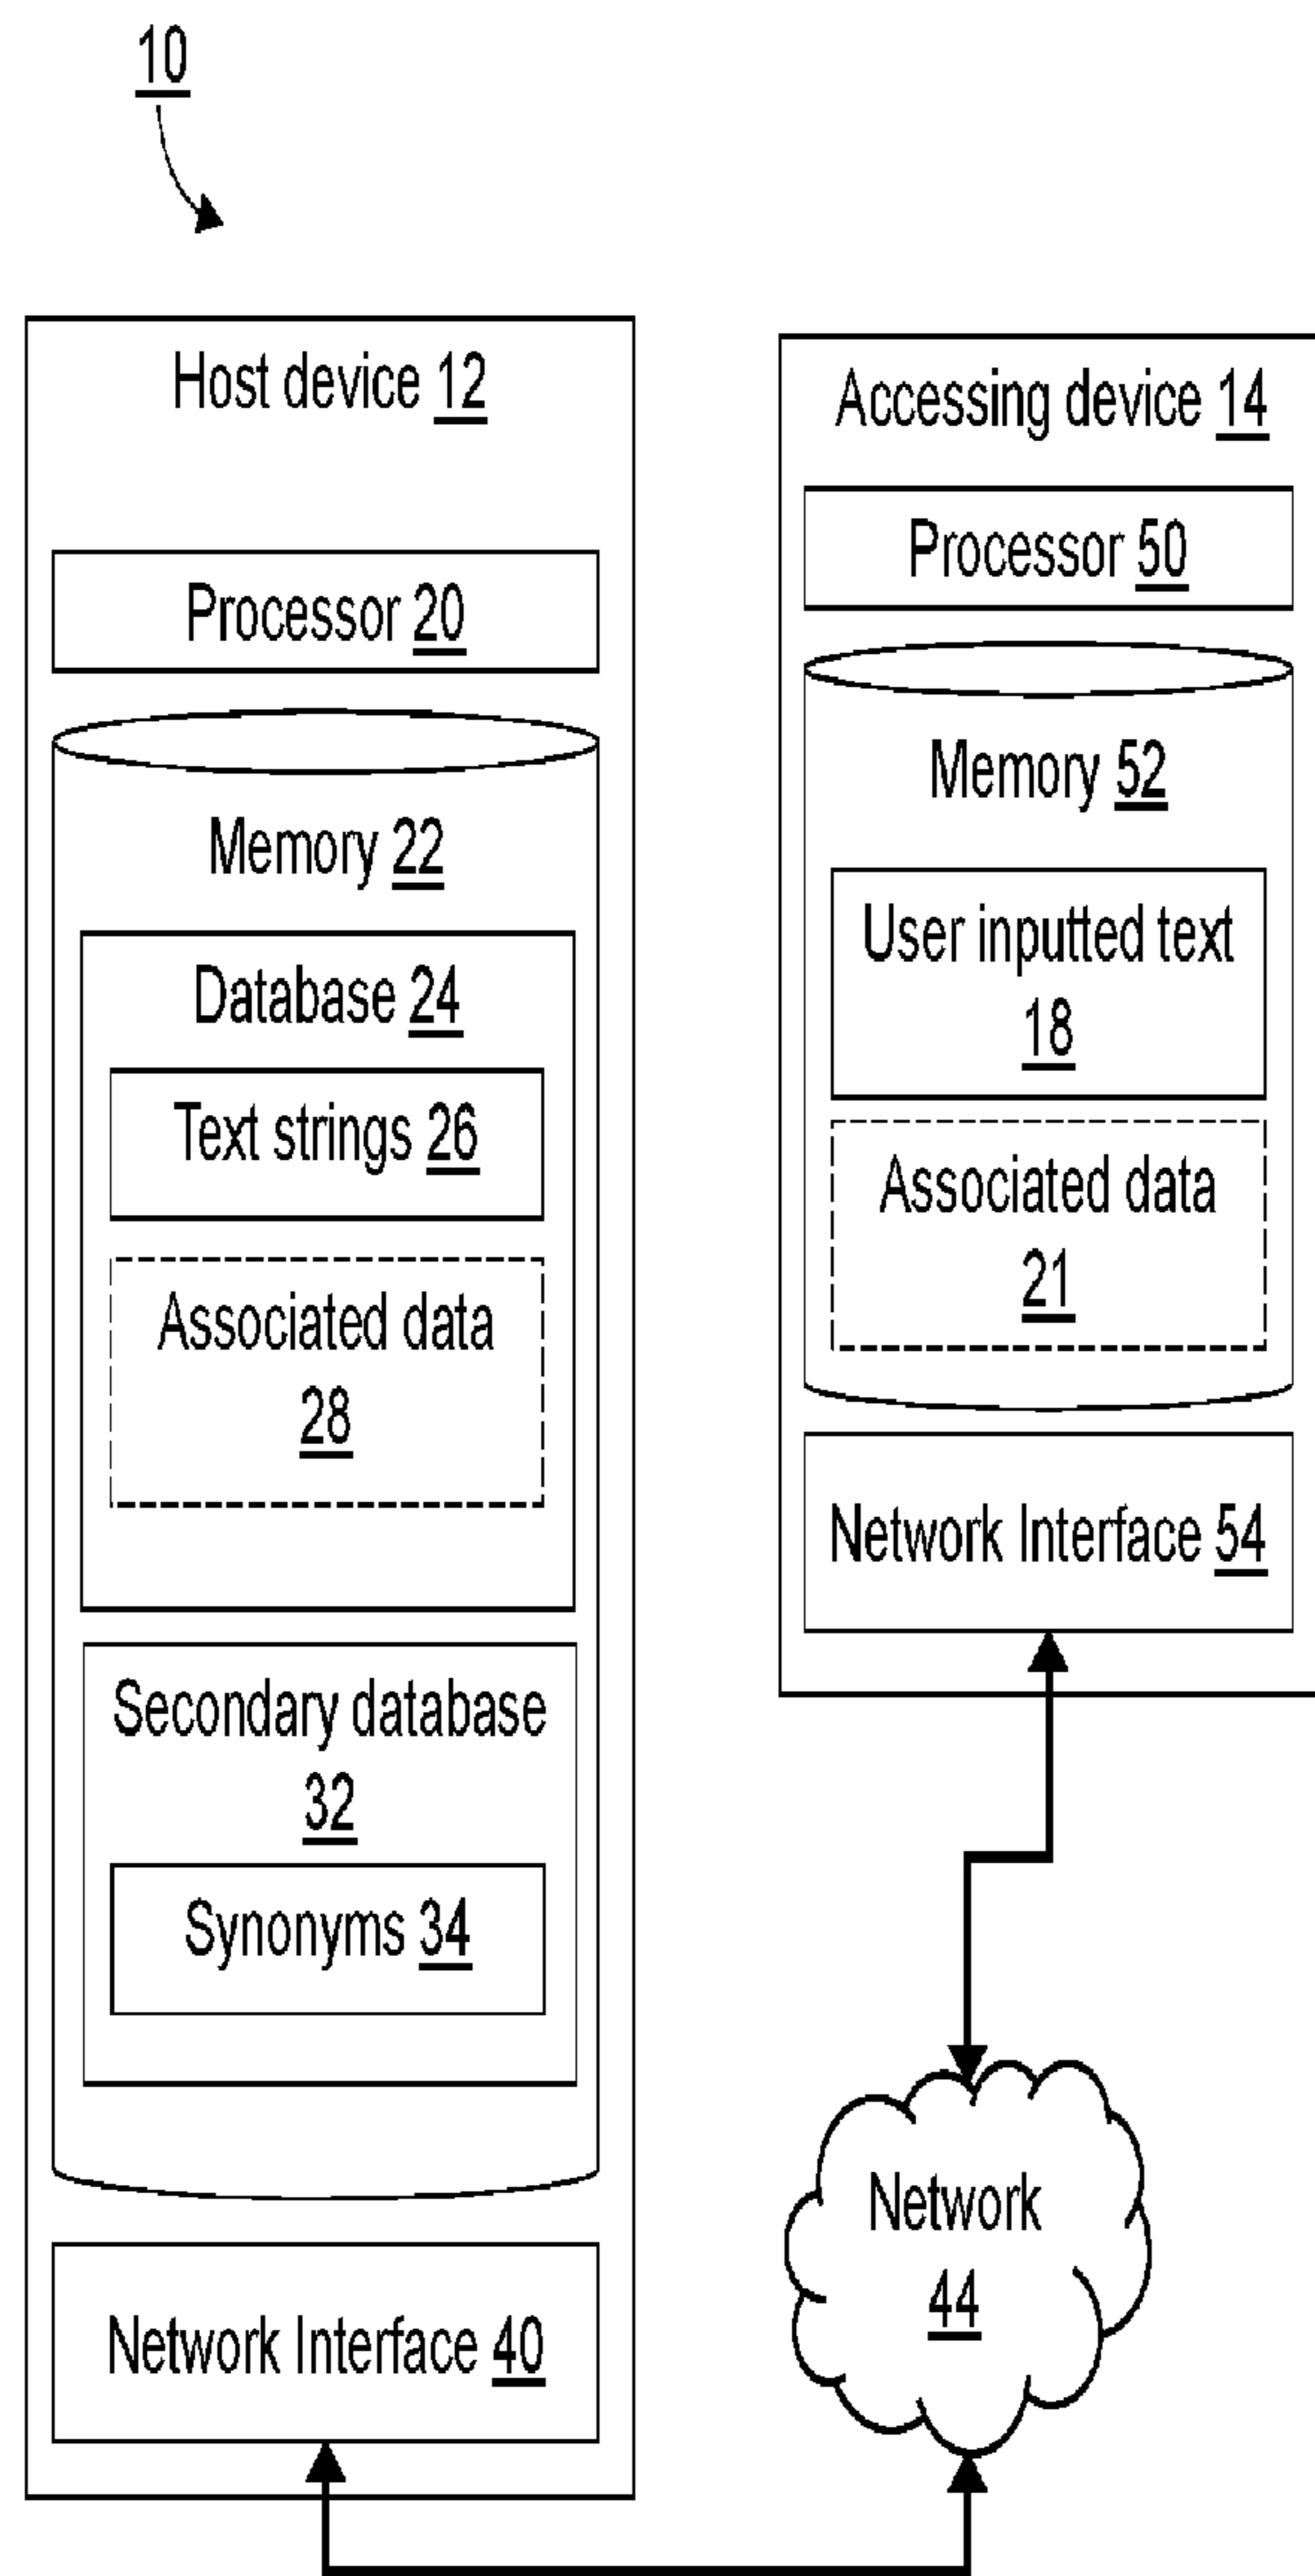 10
Host device 12
Processor 20
Memory 22
Database 24
Text strings 26
Associated data
28
Secondary database
32
Synonyms 34
Network Interface 40
Accessing device 14
Processor 50
Memory 52
User inputted text
18
Associated data
21
Network Interface 54
Network
44